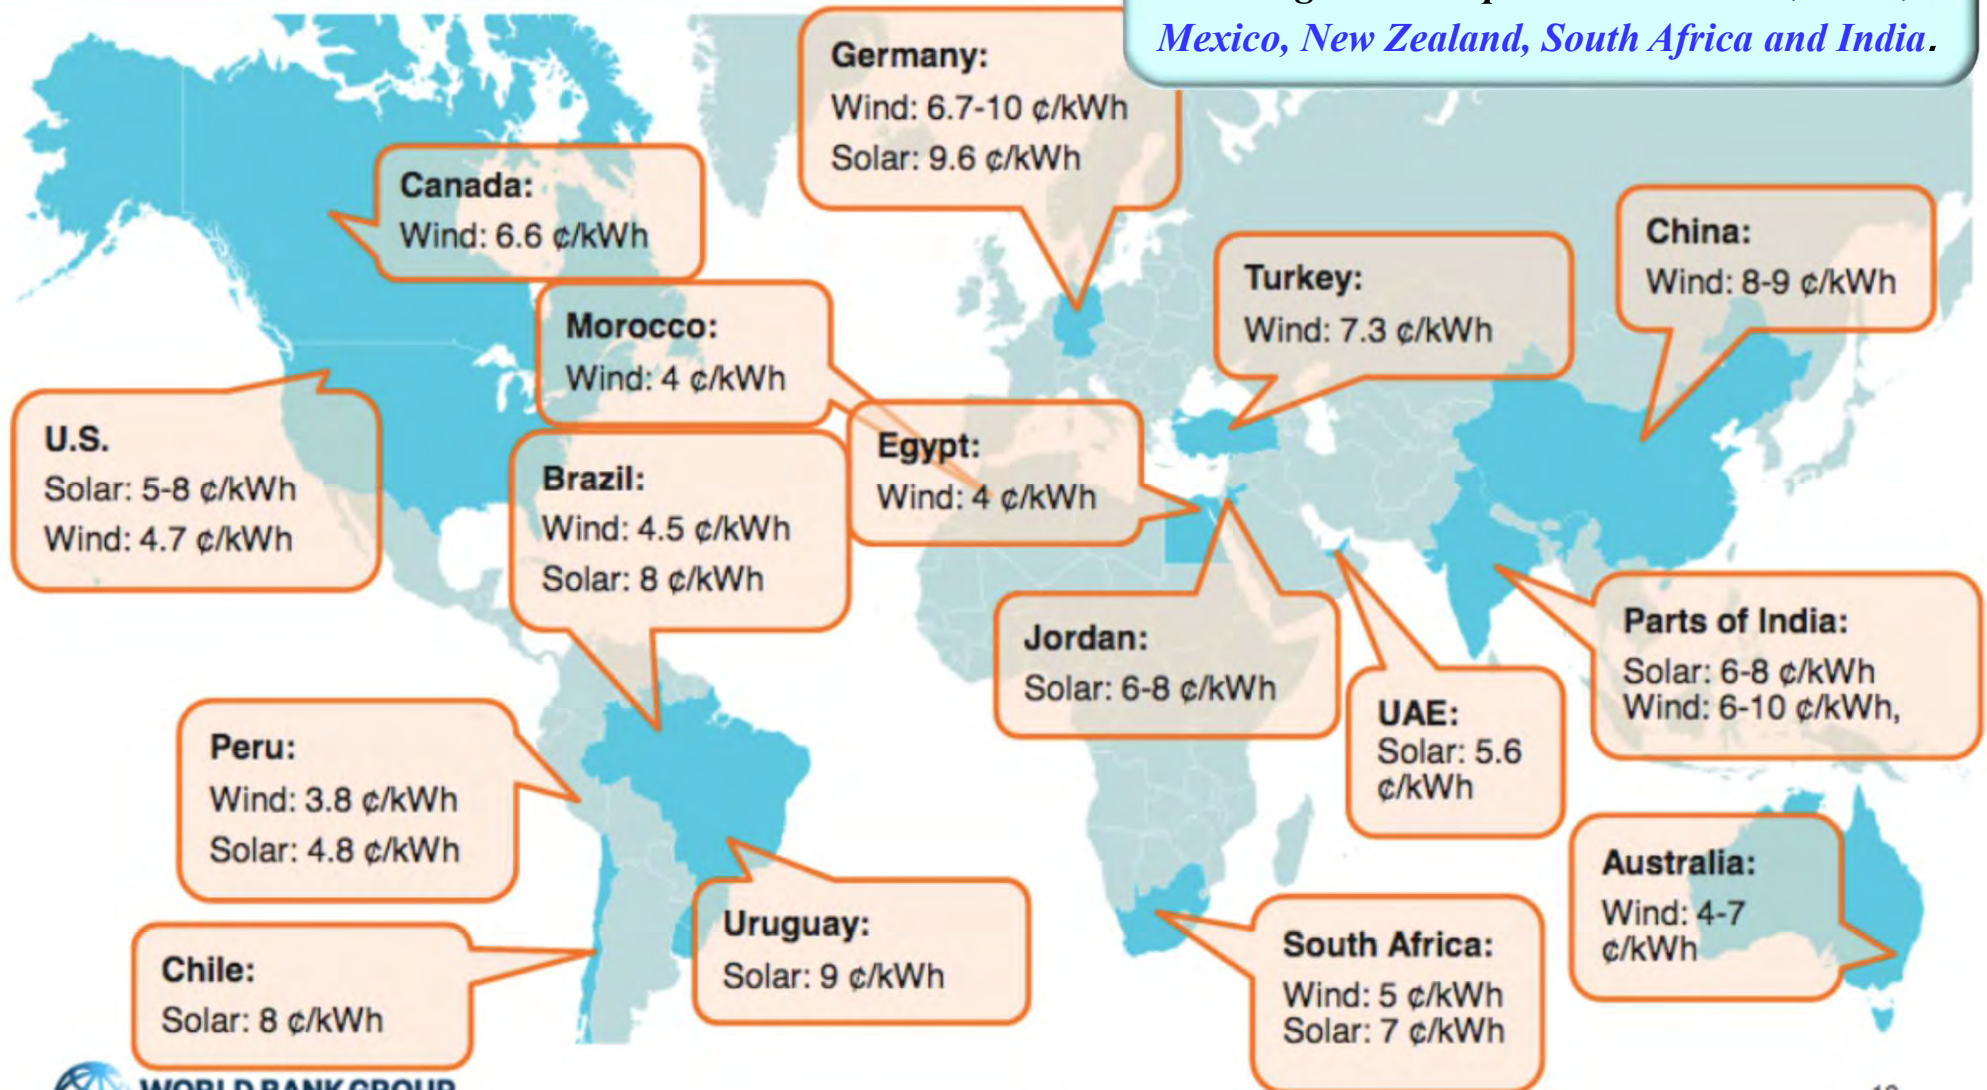 Mexico, New Zealand, South Africa and India.
Germany:
Wind: 6.7-10 ¢/kWh
Solar: 9.6 ¢/kWh
Canada:
Wind: 6.6 ¢/kWh
China:
Wind: 8-9 ¢/kWh
Turkey:
Wind: 7.3 ¢/kWh
Morocco:
Wind: 4 ¢/kWh
U.S.
Solar: 5-8 ¢/kWh
Wind: 4.7 ¢/kWh
Brazil:
Wind: 4.5 ¢/kWh
Solar: 8 ¢/kWh
Egypt:
Wind: 4 ¢/kWh
Jordan:
Solar: 6-8 ¢/kWh
UAE:
Solar: 5.6
¢/kWh
Parts of India:
Solar: 6-8 ¢/kWh
Wind: 6-10 ¢/kWh,
Peru:
Wind: 3.8 ¢/kWh
Solar: 4.8 ¢/kWh
Uruguay:
Solar: 9 ¢/kWh
Chile:
Solar: 8 ¢/kWh
South Africa:
Wind: 5 ¢/kWh
Solar: 7 ¢/kWh
Australia:
Wind: 4-7
¢/kWh
WORLD BANK GROUP